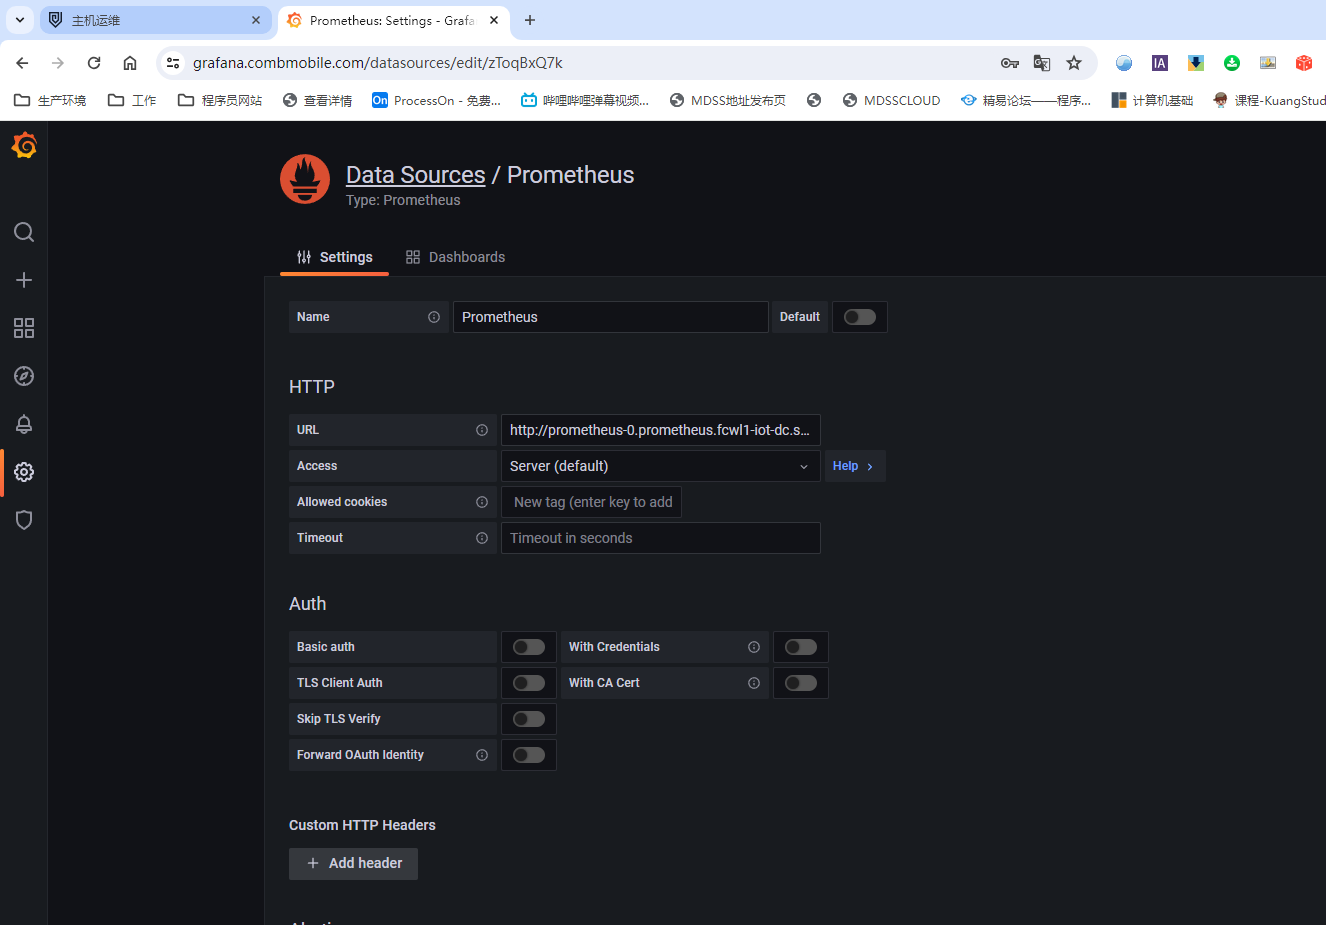 主机运维
Prometheus: Settings - Grafa
grafana.combmobile.com/datasources/edit/zToqBxQ7k
IA
生产环境 工作 程序员网站 查看详情 On ProcessOn - 免费... 哔哩哔哩弹幕视频... MDSS地址发布页 MDSSCLOUD 精易论坛——程序... 计算机基础 课程-KuangStud
Data Sources / Prometheus
Type: Prometheus
Settings Dashboards
Name Prometheus Default
HTTP
URL http://prometheus-0.prometheus.fcwl1-iot-dc.s...
Access Server (default) Help
Allowed cookies New tag (enter key to add
Timeout Timeout in seconds
Auth
Basic auth With Credentials
TLS Client Auth With CA Cert
Skip TLS Verify
Forward OAuth Identity
Custom HTTP Headers
+ Add header